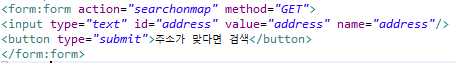 <form:form action="searchonmap" method="GET">
<input type="text" id="address" value="address" name="address"/>
<button type="submit">주소가 맞다면 검색</button>
</form:form>